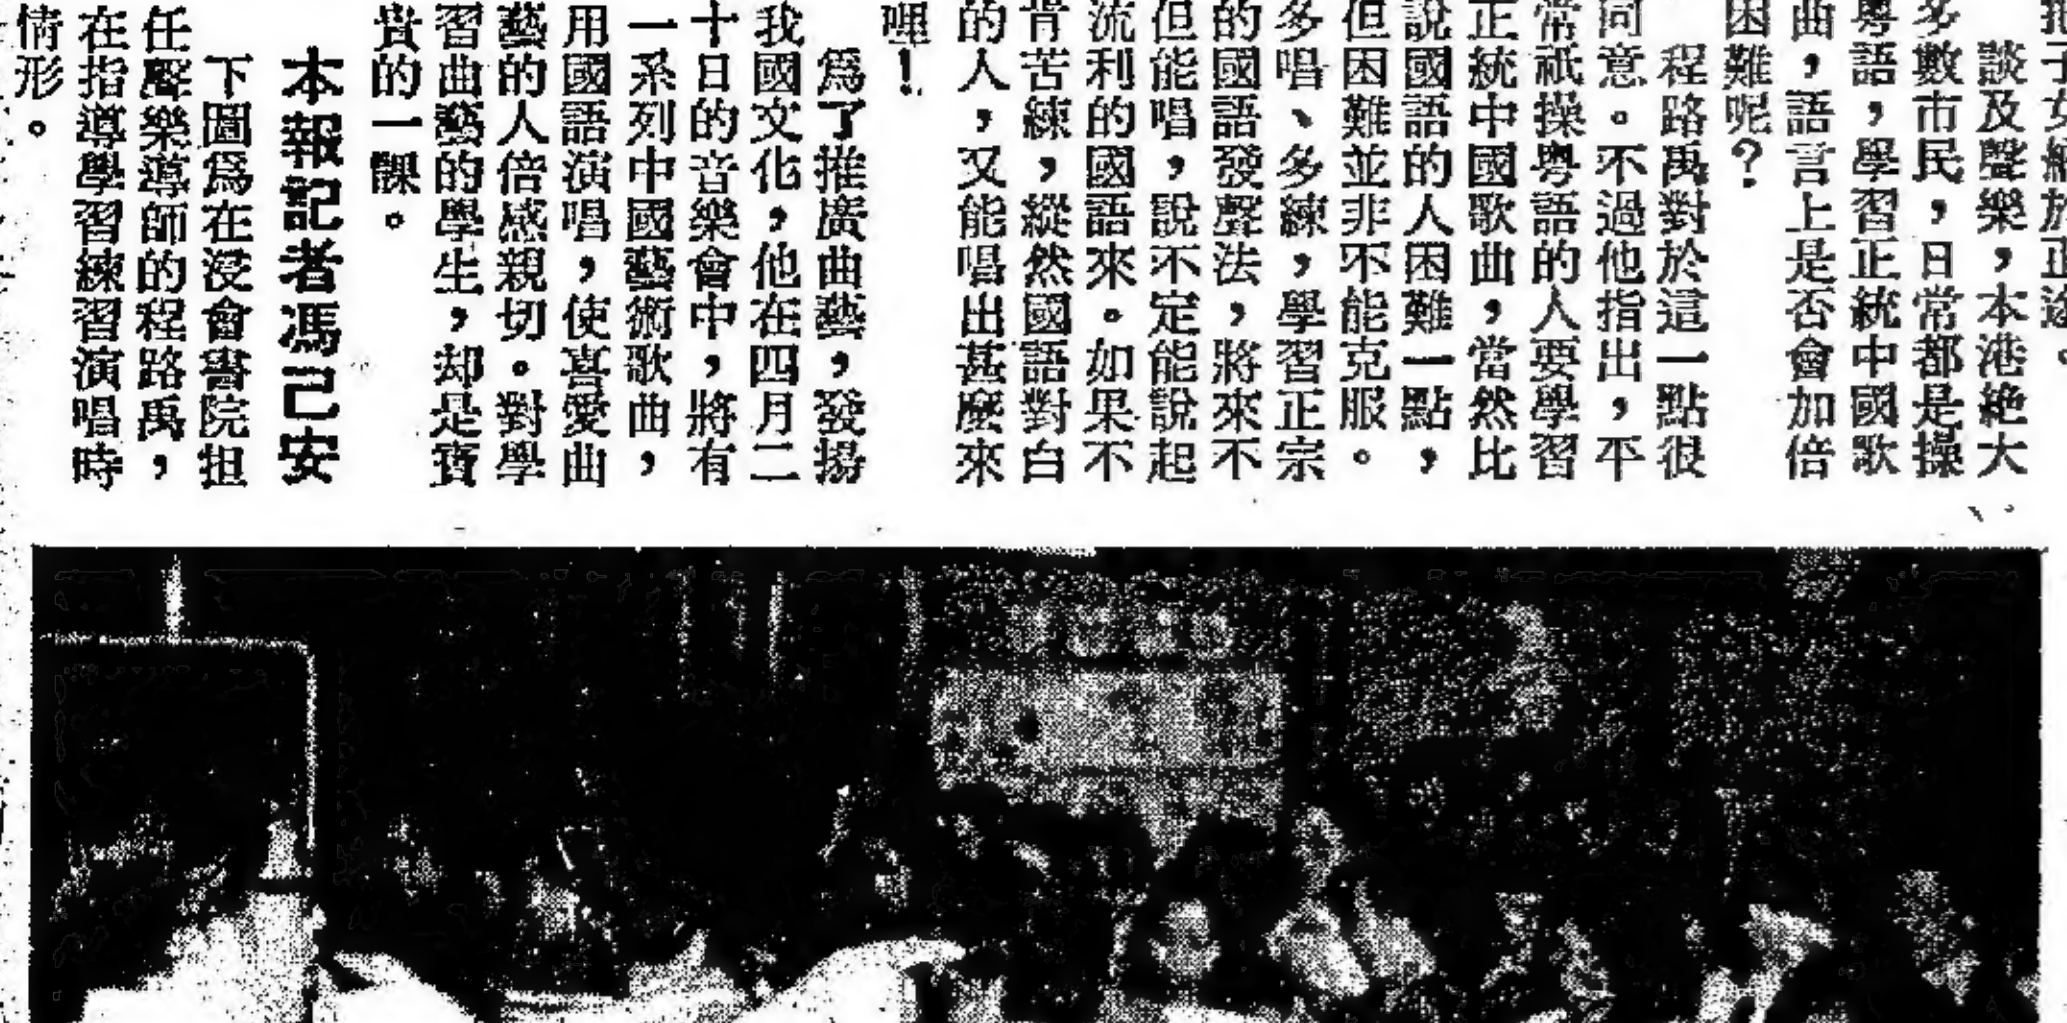 談及聲樂，本港絕大
多數市民，日常都是操
粵語，學習正統中國歌
曲，語言上是否會加倍
困難呢？
程路禹對於這一點很
同意。不過他指出，平
常祇操粵語的人要學習
正統中國歌曲，當然比
說國語的人困難一點，
但困難並非不能克服。
多唱、多練，學習正宗
的國語發聲法，將來不
但能唱，說不定能說起
流利的國語來。如果不
肯苦練，縱然國語對白
的人，又能唱出甚麼來
哩！
爲了推廣曲藝，發揚
我國文化，他在四月二
十日的音樂會中，將有
一系列中國藝術歌曲，
用國語演唱，使喜愛曲
藝的人倍感親切。對學
習曲藝的學生，却是寶
貴的一課。
本報記者馮己安
下圖爲在浸會書院担
任聲樂導師的程路禹，
在指導學習練習演唱時
情形。